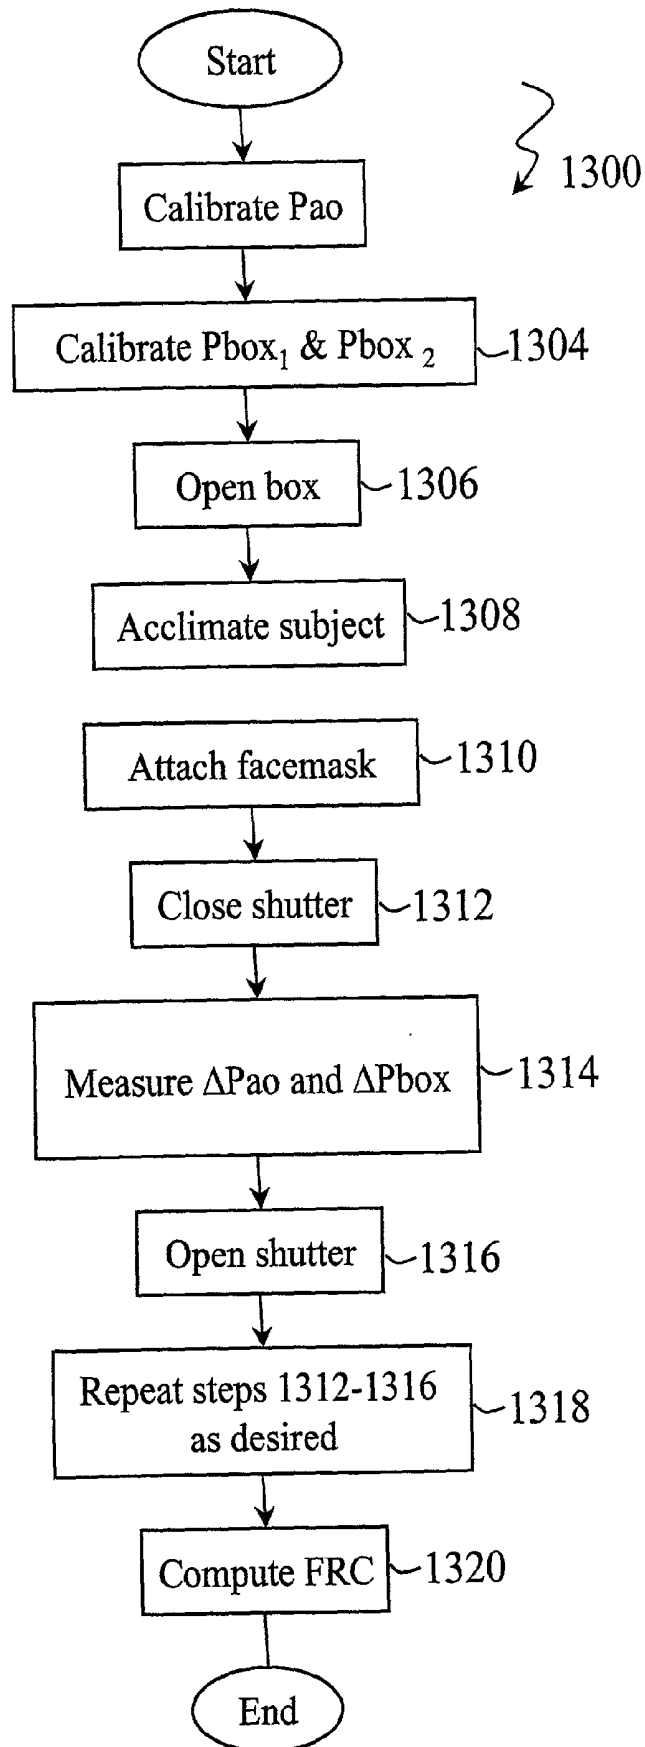 Start
1300
Calibrate Pao
Calibrate Pbox₁ & Pbox ₂
1304
Open box
1306
Acclimate subject
1308
Attach facemask
1310
Close shutter
1312
Measure ΔPao and ΔPbox
1314
Open shutter
1316
Repeat steps 1312-1316
as desired
1318
Compute FRC
1320
End